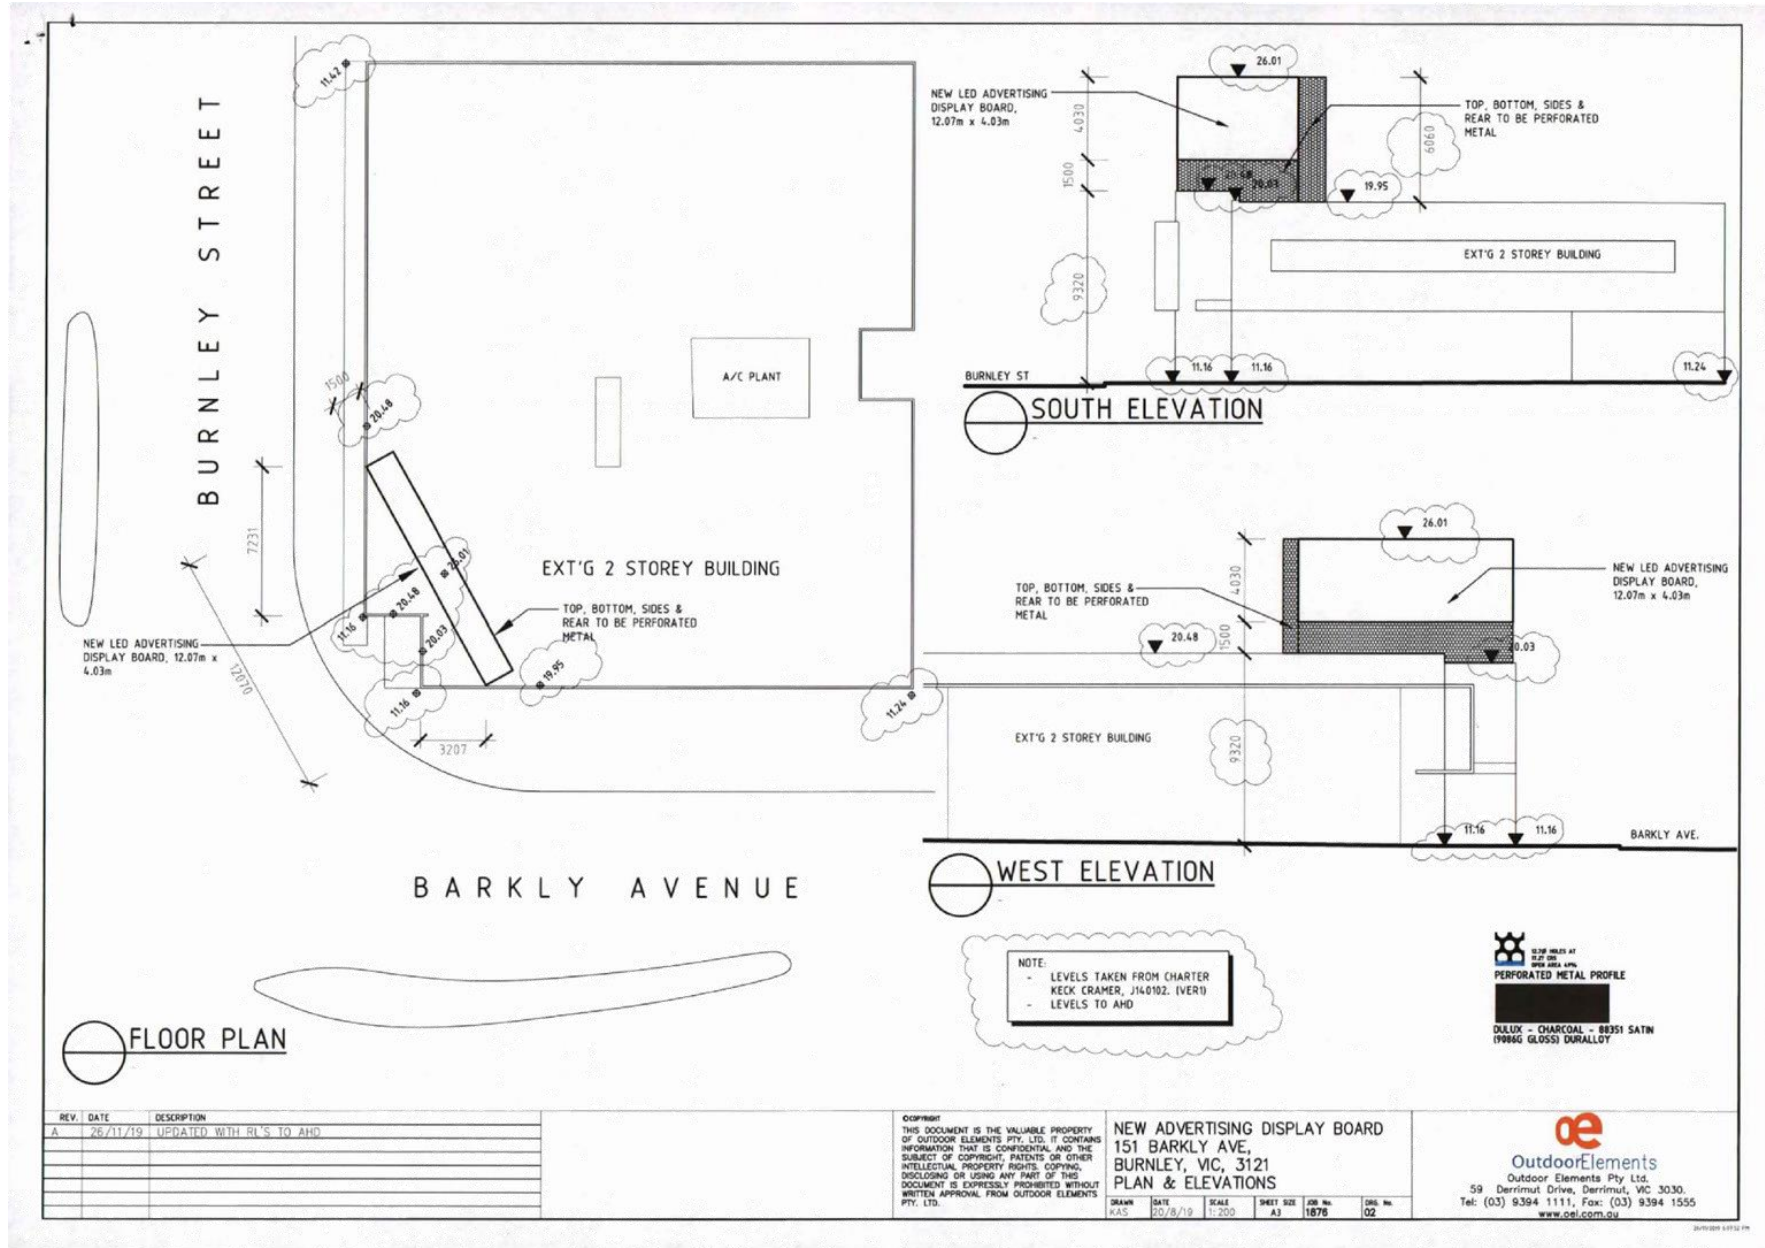 11.42
BURNLEY STREET
1500
20.48
7231
26.01
20.48
11.16
20.03
19.95
11.16
11.24
3207
12070
A/C PLANT
EXT'G 2 STOREY BUILDING
TOP, BOTTOM, SIDES &
REAR TO BE PERFORATED
METAL
NEW LED ADVERTISING
DISPLAY BOARD, 12.07m x
4.03m
BARKLY AVENUE
FLOOR PLAN
26.01
NEW LED ADVERTISING
DISPLAY BOARD,
12.07m x 4.03m
4030
1500
9320
6060
TOP, BOTTOM, SIDES &
REAR TO BE PERFORATED
METAL
20.48
20.03
19.95
EXT'G 2 STOREY BUILDING
11.16
11.16
11.24
BURNLEY ST
SOUTH ELEVATION
26.01
4030
1500
9320
TOP, BOTTOM, SIDES &
REAR TO BE PERFORATED
METAL
NEW LED ADVERTISING
DISPLAY BOARD,
12.07m x 4.03m
20.48
20.03
EXT'G 2 STOREY BUILDING
11.16
11.16
BARKLY AVE.
WEST ELEVATION
NOTE:
- LEVELS TAKEN FROM CHARTER
KECK CRAMER, J140102. (VER1)
- LEVELS TO AHD
HOLES AT
CRS
OPEN AREA
PERFORATED METAL PROFILE
DULUX - CHARCOAL - 88351 SATIN
(9086G GLOSS) DURALLOY
REV. DATE DESCRIPTION
A 26/11/19 UPDATED WITH RL'S TO AHD
©COPYRIGHT
THIS DOCUMENT IS THE VALUABLE PROPERTY
OF OUTDOOR ELEMENTS PTY. LTD. IT CONTAINS
INFORMATION THAT IS CONFIDENTIAL AND THE
SUBJECT OF COPYRIGHT, PATENTS OR OTHER
INTELLECTUAL PROPERTY RIGHTS. COPYING,
DISCLOSING OR USING ANY PART OF THIS
DOCUMENT IS EXPRESSLY PROHIBITED WITHOUT
WRITTEN APPROVAL FROM OUTDOOR ELEMENTS
PTY. LTD.
NEW ADVERTISING DISPLAY BOARD
151 BARKLY AVE,
BURNLEY, VIC, 3121
PLAN & ELEVATIONS
DRAWN DATE SCALE SHEET SIZE JOB No. DRG. No.
KAS 20/8/19 1:200 A3 1876 02
oe
OutdoorElements
Outdoor Elements Pty Ltd.
59 Derrimut Drive, Derrimut, VIC 3030.
Tel: (03) 9394 1111, Fax: (03) 9394 1555
www.oel.com.au